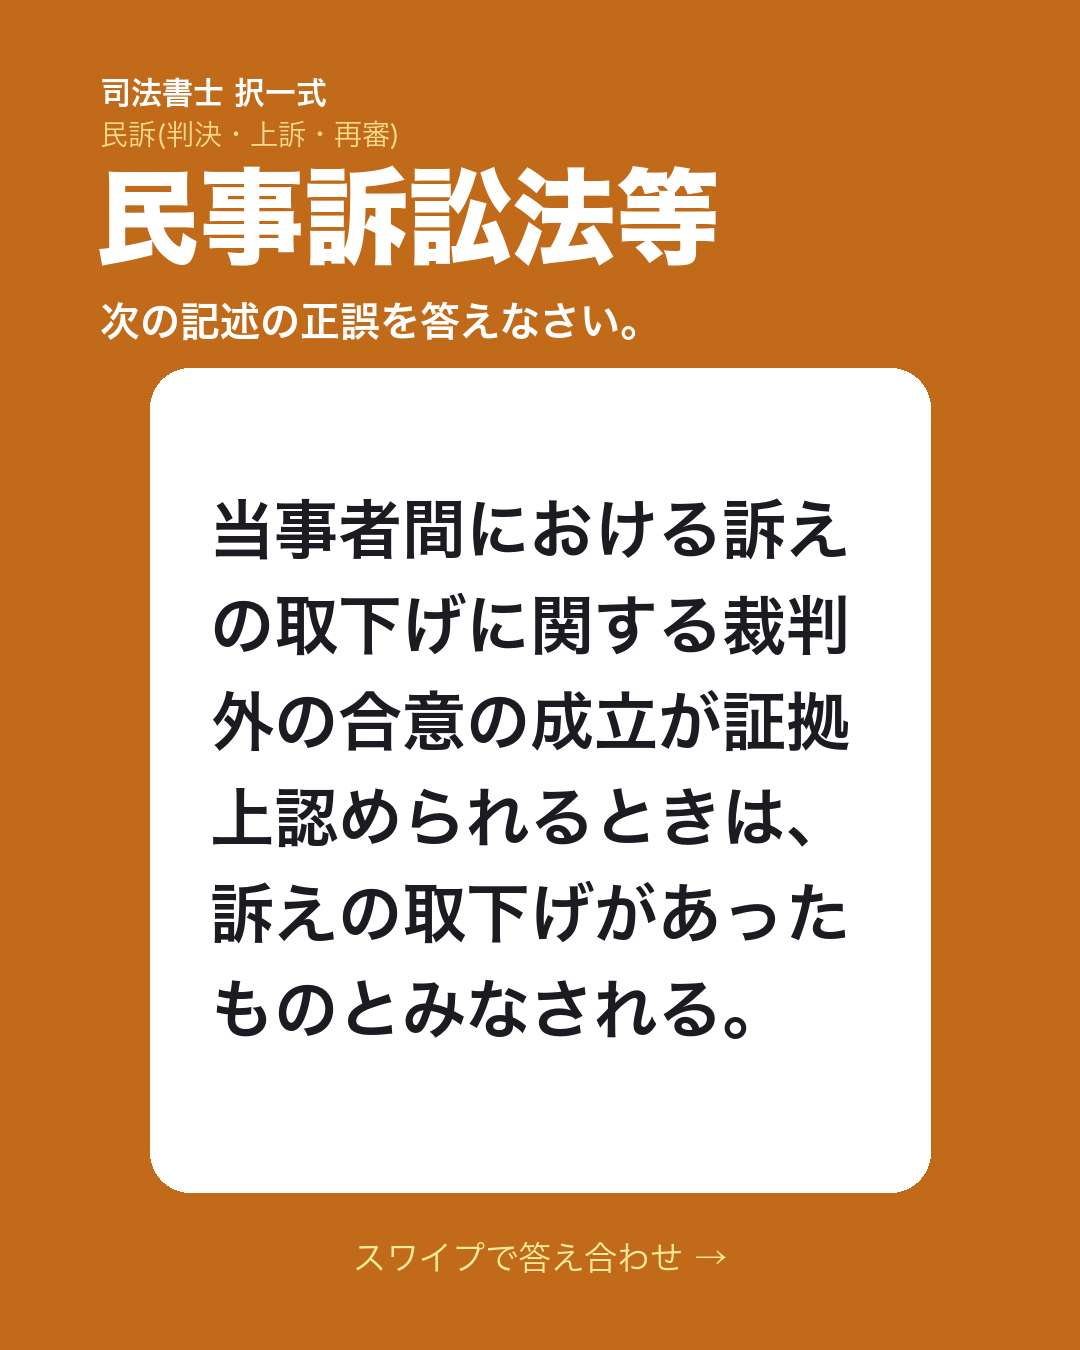 司法書士 択一式
民訴(判決・上訴・再審)
民事訴訟法等
次の記述の正誤を答えなさい。
当事者間における訴え
の取下げに関する裁判
外の合意の成立が証拠
上認められるときは、
訴えの取下げがあった
ものとみなされる。
スワイプで答え合わせ →